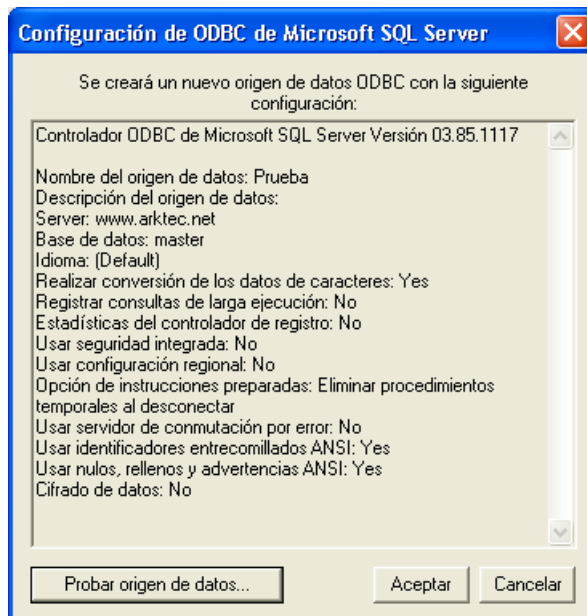 Configuración de ODBC de Microsoft SQL Server
Se creará un nuevo origen de datos ODBC con la siguiente
configuración:
Controlador ODBC de Microsoft SQL Server Versión 03.85.1117
Nombre del origen de datos: Prueba
Descripción del origen de datos:
Server: www.arktec.net
Base de datos: master
Idioma: (Default)
Realizar conversión de los datos de caracteres: Yes
Registrar consultas de larga ejecución: No
Estadísticas del controlador de registro: No
Usar seguridad integrada: No
Usar configuración regional: No
Opción de instrucciones preparadas: Eliminar procedimientos
temporales al desconectar
Usar servidor de conmutación por error: No
Usar identificadores entrecomillados ANSI: Yes
Usar nulos, rellenos y advertencias ANSI: Yes
Cifrado de datos: No
Probar origen de datos... Aceptar Cancelar